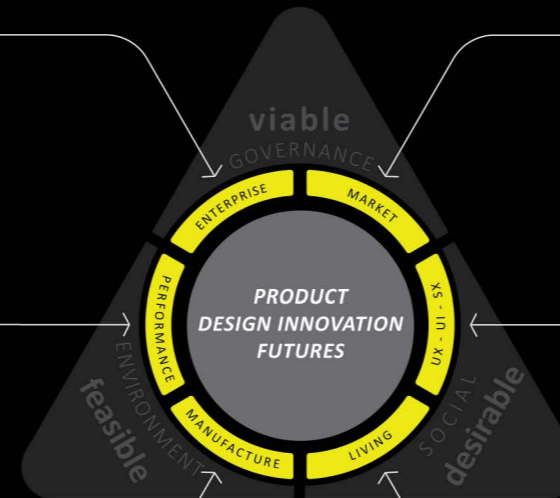 viable
GOVERNANCE
ENTERPRISE
MARKET
PERFORMANCE
UX - UI - SX
PRODUCT
DESIGN INNOVATION
FUTURES
ENVIRONMENT
SOCIAL
feasible
desirable
MANUFACTURE
LIVING